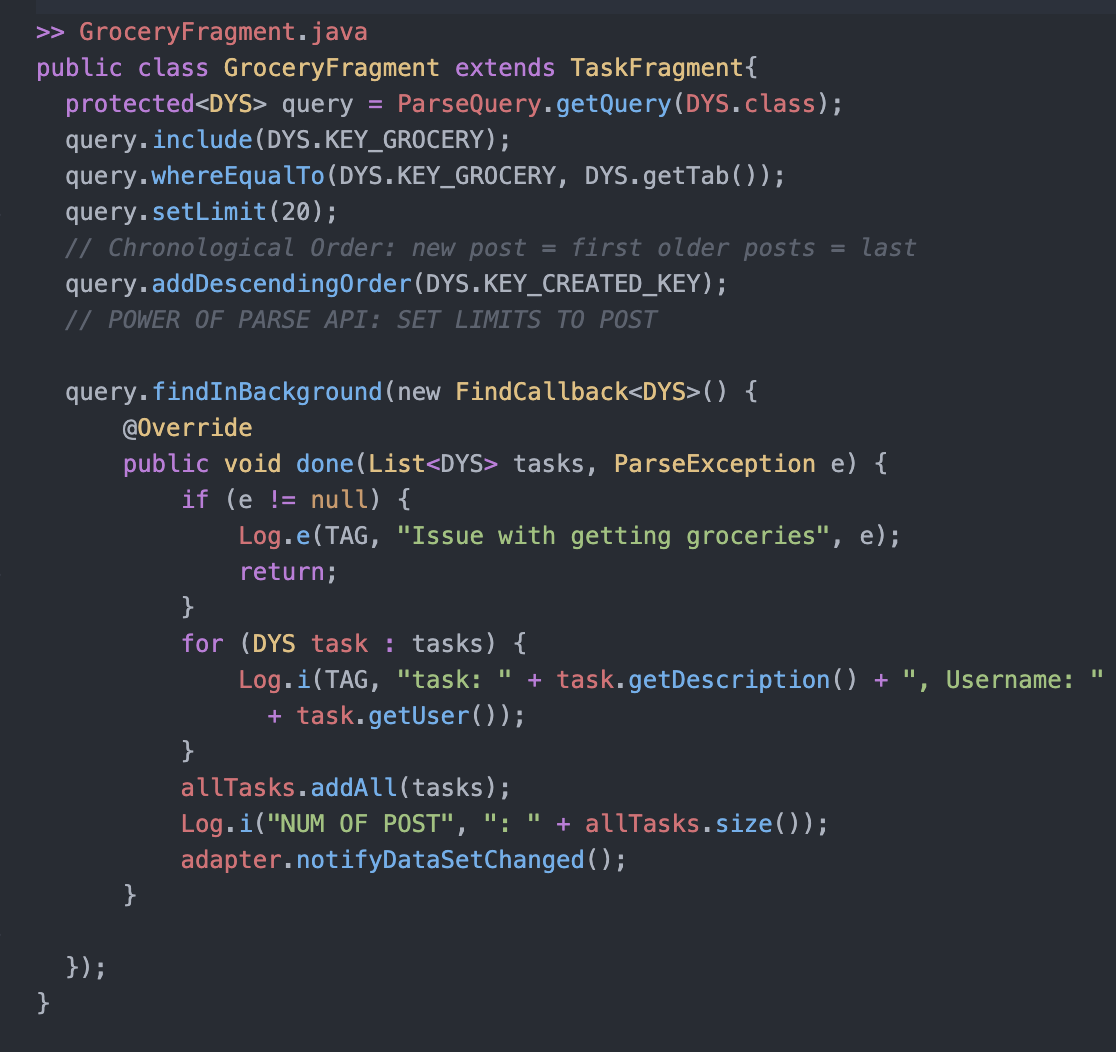 >> GroceryFragment.java
public class GroceryFragment extends TaskFragment{
  protected<DYS> query = ParseQuery.getQuery(DYS.class);
  query.include(DYS.KEY_GROCERY);
  query.whereEqualTo(DYS.KEY_GROCERY, DYS.getTab());
  query.setLimit(20);
  // Chronological Order: new post = first older posts = last
  query.addDescendingOrder(DYS.KEY_CREATED_KEY);
  // POWER OF PARSE API: SET LIMITS TO POST

  query.findInBackground(new FindCallback<DYS>() {
      @Override
      public void done(List<DYS> tasks, ParseException e) {
          if (e != null) {
              Log.e(TAG, "Issue with getting groceries", e);
              return;
          }
          for (DYS task : tasks) {
              Log.i(TAG, "task: " + task.getDescription() + ", Username: "
                + task.getUser());
          }
          allTasks.addAll(tasks);
          Log.i("NUM OF POST", ": " + allTasks.size());
          adapter.notifyDataSetChanged();
      }

  });
}